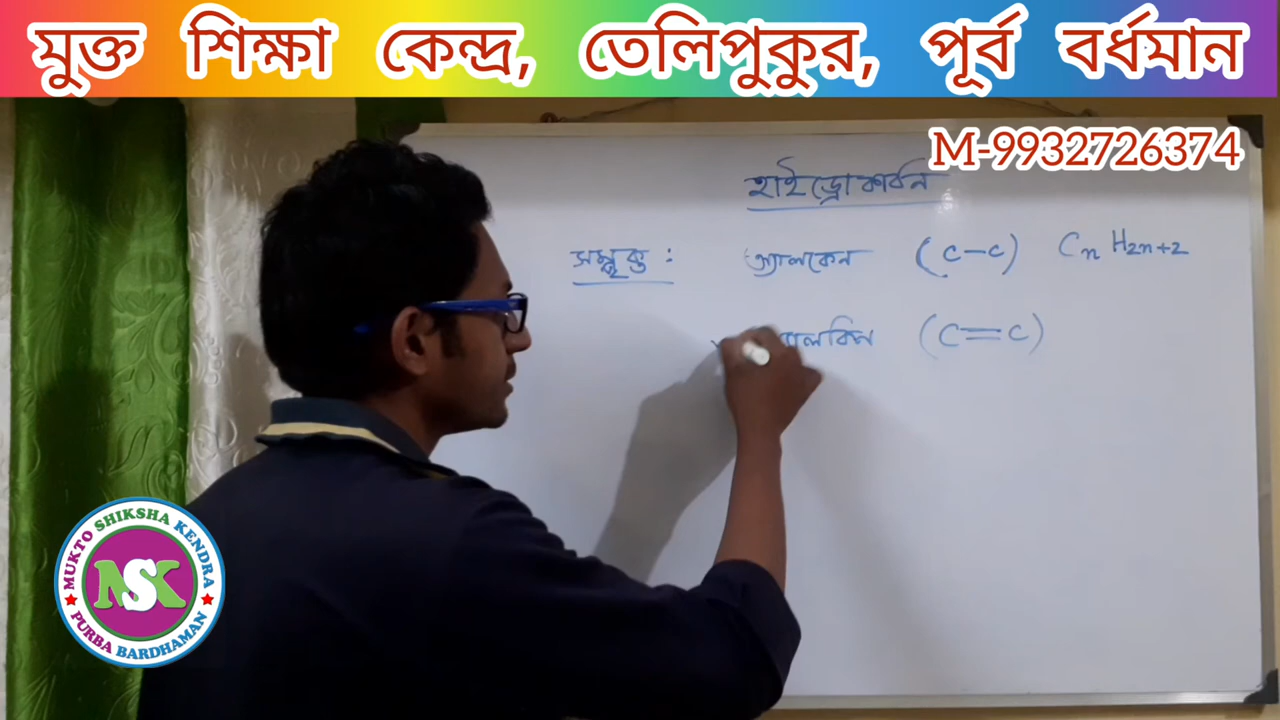 মুক্ত শিক্ষা কেন্দ্র, তেলিপুকুর, পূর্ব বর্ধমান
M-9932726374
হাইড্রোকার্বন
সম্পৃক্ত : অ্যালকেন (C-C) CnH2n+2
(C=C)
MUKTO SHIKSHA KENDRA
MSK
PURBA BARDHAMAN